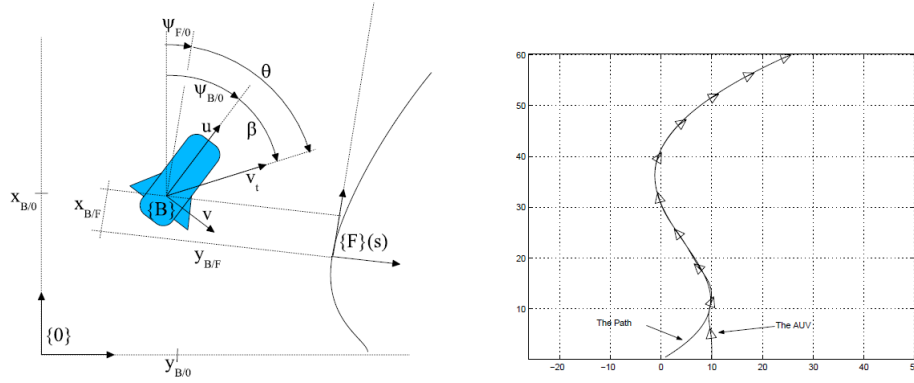 ψF/0
θ
ψB/0
u
β
vt
xB/0
xB/F
{B}
v
yB/F
{F}(s)
{0}
yB/0
60
50
40
30
20
10
The Path
The AUV
-20
-10
0
10
20
30
40
50